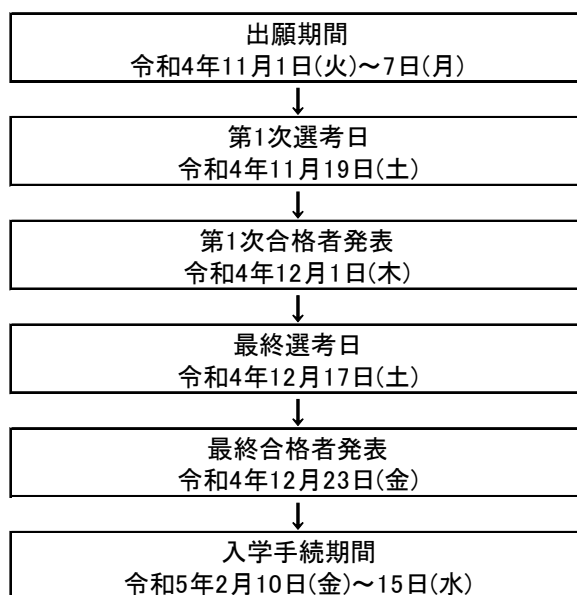 出願期間
令和4年11月1日(火)～7日(月)
↓
第1次選考日
令和4年11月19日(土)
↓
第1次合格者発表
令和4年12月1日(木)
↓
最終選考日
令和4年12月17日(土)
↓
最終合格者発表
令和4年12月23日(金)
↓
入学手続期間
令和5年2月10日(金)～15日(水)